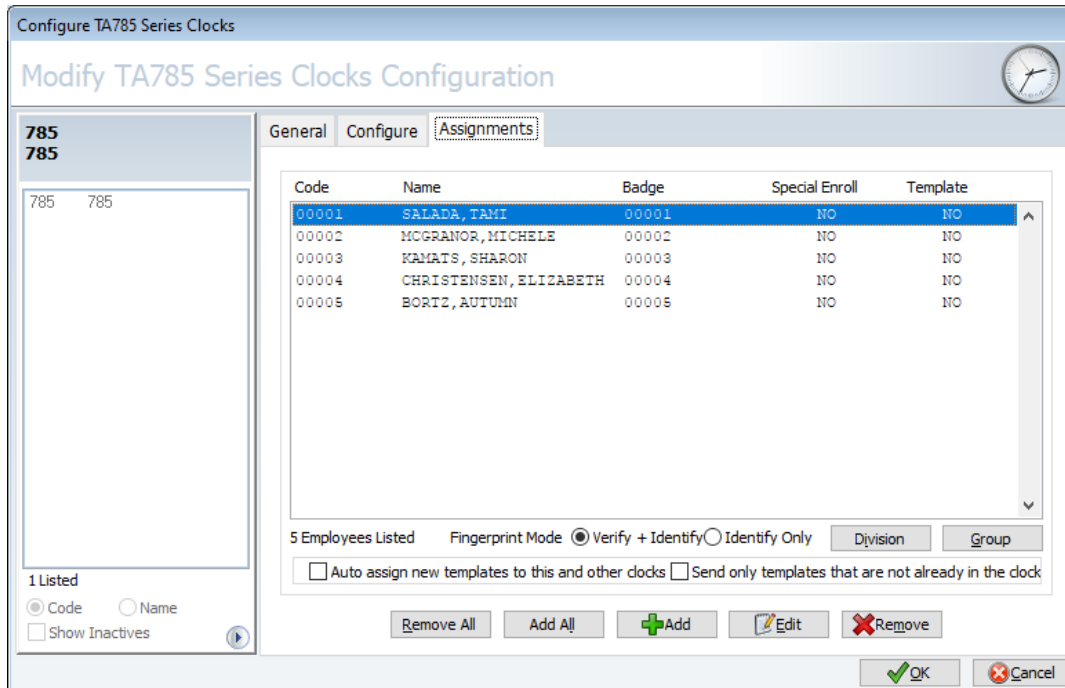 Configure TA785 Series Clocks
Modify TA785 Series Clocks Configuration
785
785
785 785
1 Listed
Code Name
Show Inactives
General Configure Assignments
Code Name Badge Special Enroll Template
00001 SALADA,TAMI 00001 NO NO
00002 MCGRANOR,MICHELE 00002 NO NO
00003 KAMATS,SHARON 00003 NO NO
00004 CHRISTENSEN,ELIZABETH 00004 NO NO
00005 BORTZ,AUTUMN 00005 NO NO
5 Employees Listed Fingerprint Mode Verify + Identify Identify Only Division Group
Auto assign new templates to this and other clocks Send only templates that are not already in the clock
Remove All Add All Add Edit Remove
OK Cancel